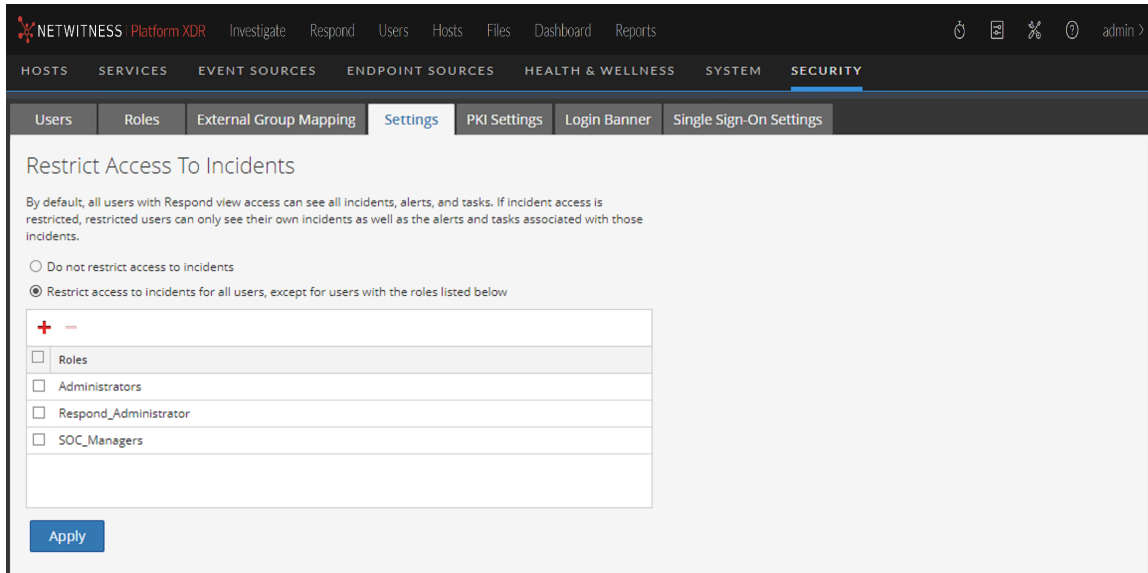 NETWITNESS Platform XDR Investigate Respond Users Hosts Files Dashboard Reports admin >
HOSTS SERVICES EVENT SOURCES ENDPOINT SOURCES HEALTH & WELLNESS SYSTEM SECURITY
Users Roles External Group Mapping Settings PKI Settings Login Banner Single Sign-On Settings
Restrict Access To Incidents
By default, all users with Respond view access can see all incidents, alerts, and tasks. If incident access is
restricted, restricted users can only see their own incidents as well as the alerts and tasks associated with those
incidents.
Do not restrict access to incidents
Restrict access to incidents for all users, except for users with the roles listed below
Roles
Administrators
Respond_Administrator
SOC_Managers
Apply